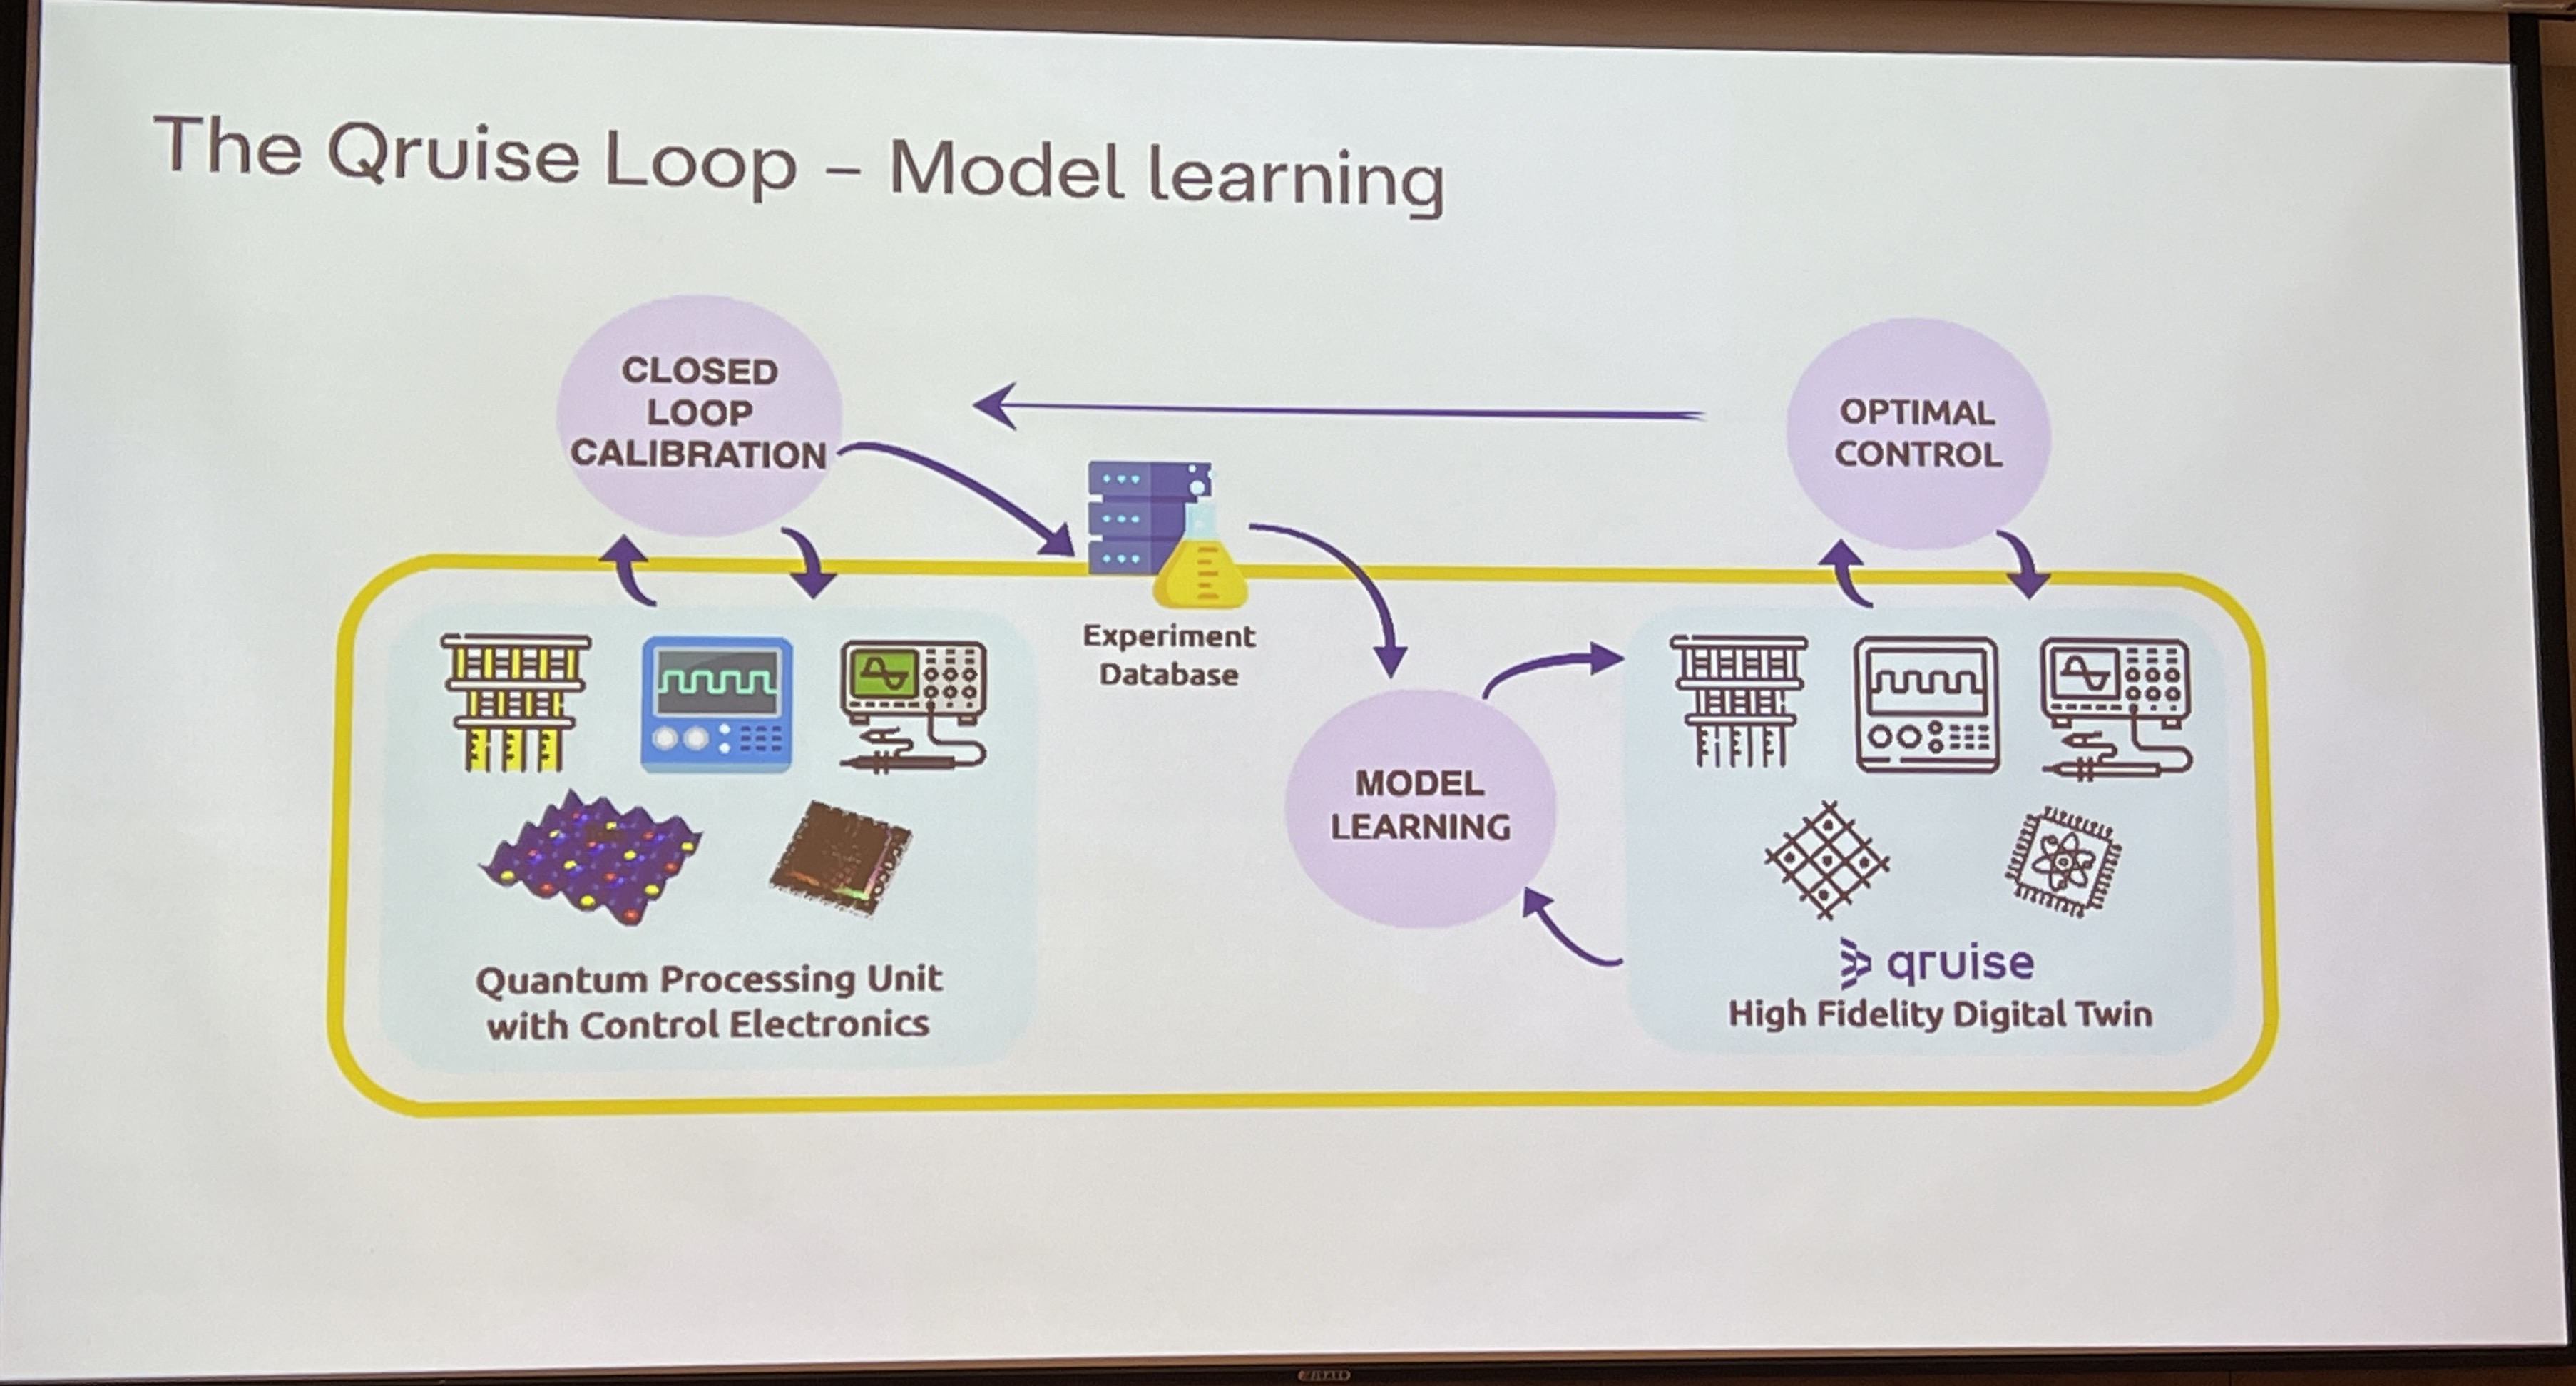 The Qruise Loop – Model learning
CLOSED
LOOP
CALIBRATION
OPTIMAL
CONTROL
Experiment
Database
MODEL
LEARNING
Quantum Processing Unit
with Control Electronics
qruise
High Fidelity Digital Twin